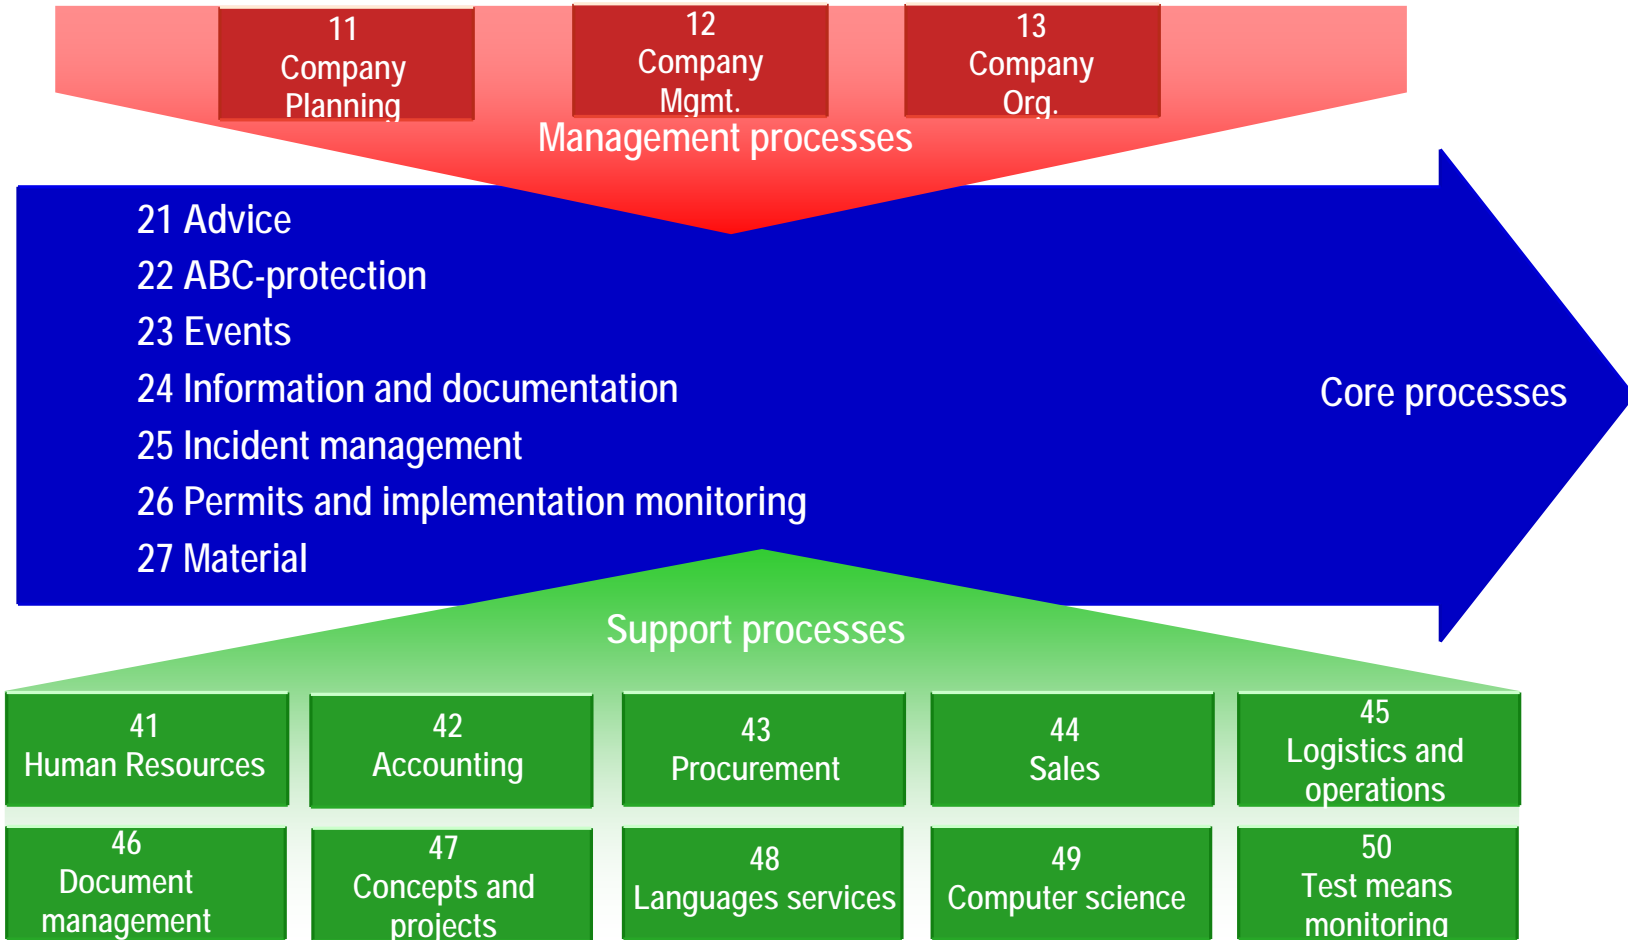 11
Company
Planning
12
Company
Mgmt.
13
Company
Org.
Management processes
21 Advice
22 ABC-protection
23 Events
24 Information and documentation
25 Incident management
26 Permits and implementation monitoring
27 Material
Core processes
Support processes
41
Human Resources
42
Accounting
43
Procurement
44
Sales
45
Logistics and
operations
46
Document
management
47
Concepts and
projects
48
Languages services
49
Computer science
50
Test means
monitoring